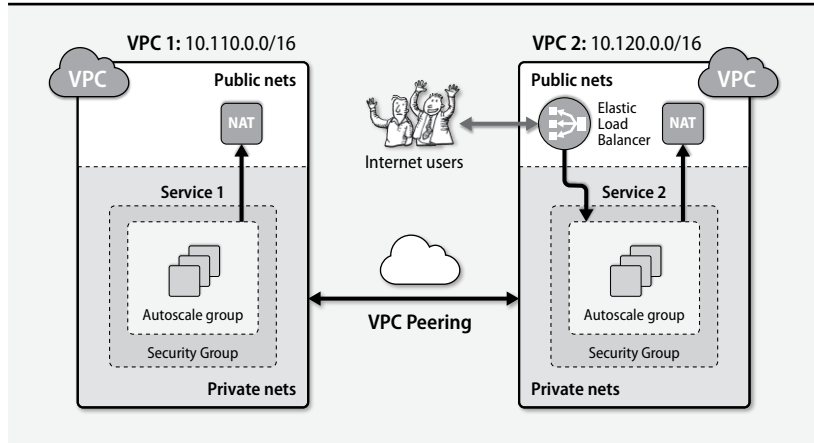 VPC 1: 10.110.0.0/16
VPC
Public nets
NAT
Service 1
Autoscale group
Security Group
Private nets
Internet users
VPC Peering
VPC 2: 10.120.0.0/16
VPC
Public nets
Elastic
Load
Balancer
NAT
Service 2
Autoscale group
Security Group
Private nets